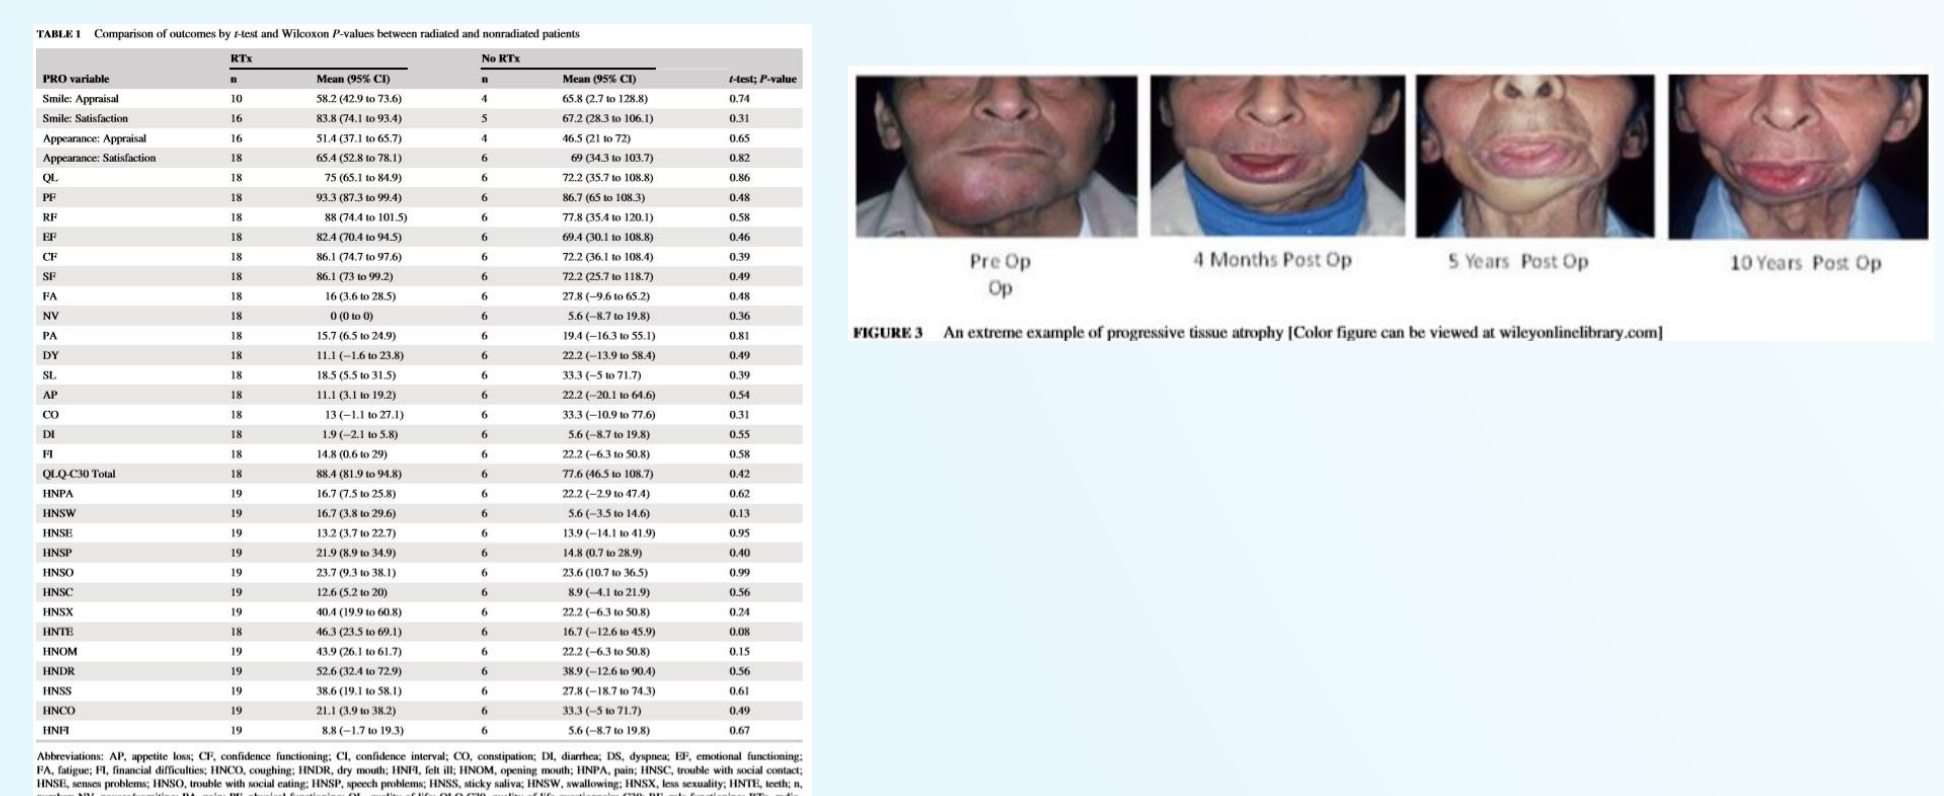 TABLE 1 Comparison of outcomes by t-test and Wilcoxon P-values between radiated and nonradiated patients
RTx No RTx
PRO variable n Mean (95% CI) n Mean (95% CI) t-test; P-value
Smile: Appraisal 10 58.2 (42.9 to 73.6) 4 65.8 (2.7 to 128.8) 0.74
Smile: Satisfaction 16 83.8 (74.1 to 93.4) 5 67.2 (28.3 to 106.1) 0.31
Appearance: Appraisal 16 51.4 (37.1 to 65.7) 4 46.5 (21 to 72) 0.65
Appearance: Satisfaction 18 65.4 (52.8 to 78.1) 6 69 (34.3 to 103.7) 0.82
QL 18 75 (65.1 to 84.9) 6 72.2 (35.7 to 108.8) 0.86
PF 18 93.3 (87.3 to 99.4) 6 86.7 (65 to 108.3) 0.48
RF 18 88 (74.4 to 101.5) 6 77.8 (35.4 to 120.1) 0.58
EF 18 82.4 (70.4 to 94.5) 6 69.4 (30.1 to 108.8) 0.46
CF 18 86.1 (74.7 to 97.6) 6 72.2 (36.1 to 108.4) 0.39
SF 18 86.1 (73 to 99.2) 6 72.2 (25.7 to 118.7) 0.49
FA 18 16 (3.6 to 28.5) 6 27.8 (−9.6 to 65.2) 0.48
NV 18 0 (0 to 0) 6 5.6 (−8.7 to 19.8) 0.36
PA 18 15.7 (6.5 to 24.9) 6 19.4 (−16.3 to 55.1) 0.81
DY 18 11.1 (−1.6 to 23.8) 6 22.2 (−13.9 to 58.4) 0.49
SL 18 18.5 (5.5 to 31.5) 6 33.3 (−5 to 71.7) 0.39
AP 18 11.1 (3.1 to 19.2) 6 22.2 (−20.1 to 64.6) 0.54
CO 18 13 (−1.1 to 27.1) 6 33.3 (−10.9 to 77.6) 0.31
DI 18 1.9 (−2.1 to 5.8) 6 5.6 (−8.7 to 19.8) 0.55
FI 18 14.8 (0.6 to 29) 6 22.2 (−6.3 to 50.8) 0.58
QLQ-C30 Total 18 88.4 (81.9 to 94.8) 6 77.6 (46.5 to 108.7) 0.42
HNPA 19 16.7 (7.5 to 25.8) 6 22.2 (−2.9 to 47.4) 0.62
HNSW 19 16.7 (3.8 to 29.6) 6 5.6 (−3.5 to 14.6) 0.13
HNSE 19 13.2 (3.7 to 22.7) 6 13.9 (−14.1 to 41.9) 0.95
HNSP 19 21.9 (8.9 to 34.9) 6 14.8 (0.7 to 28.9) 0.40
HNSO 19 23.7 (9.3 to 38.1) 6 23.6 (10.7 to 36.5) 0.99
HNSC 19 12.6 (5.2 to 20) 6 8.9 (−4.1 to 21.9) 0.56
HNSX 19 40.4 (19.9 to 60.8) 6 22.2 (−6.3 to 50.8) 0.24
HNTE 18 46.3 (23.5 to 69.1) 6 16.7 (−12.6 to 45.9) 0.08
HNOM 19 43.9 (26.1 to 61.7) 6 22.2 (−6.3 to 50.8) 0.15
HNDR 19 52.6 (32.4 to 72.9) 6 38.9 (−12.6 to 90.4) 0.56
HNSS 19 38.6 (19.1 to 58.1) 6 27.8 (−18.7 to 74.3) 0.61
HNCO 19 21.1 (3.9 to 38.2) 6 33.3 (−5 to 71.7) 0.49
HNFI 19 8.8 (−1.7 to 19.3) 6 5.6 (−8.7 to 19.8) 0.67
Abbreviations: AP, appetite loss; CF, confidence functioning; CI, confidence interval; CO, constipation; DI, diarrhea; DS, dyspnea; EF, emotional functioning;
FA, fatigue; FI, financial difficulties; HNCO, coughing; HNDR, dry mouth; HNFI, felt ill; HNOM, opening mouth; HNPA, pain; HNSC, trouble with social contact;
HNSE, senses problems; HNSO, trouble with social eating; HNSP, speech problems; HNSS, sticky saliva; HNSW, swallowing; HNSX, less sexuality; HNTE, teeth; n,
Pre Op
Op
4 Months Post Op
5 Years Post Op
10 Years Post Op
FIGURE 3 An extreme example of progressive tissue atrophy [Color figure can be viewed at wileyonlinelibrary.com]